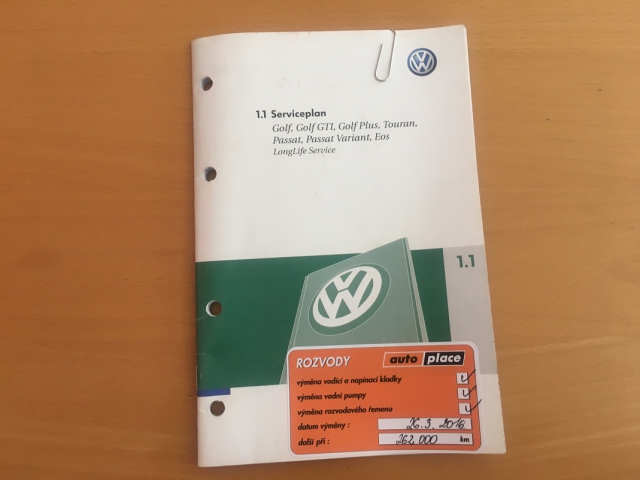 1.1 Serviceplan
Golf, Golf GTI, Golf Plus, Touran,
Passat, Passat Variant, Eos
LongLife Service
1.1
ROZVODY auto place
výměna vodící a napínací kladky
výměna vodní pumpy
výměna rozvodového řemenu
datum výměny : 26.3.2016
další při : 262.000 km